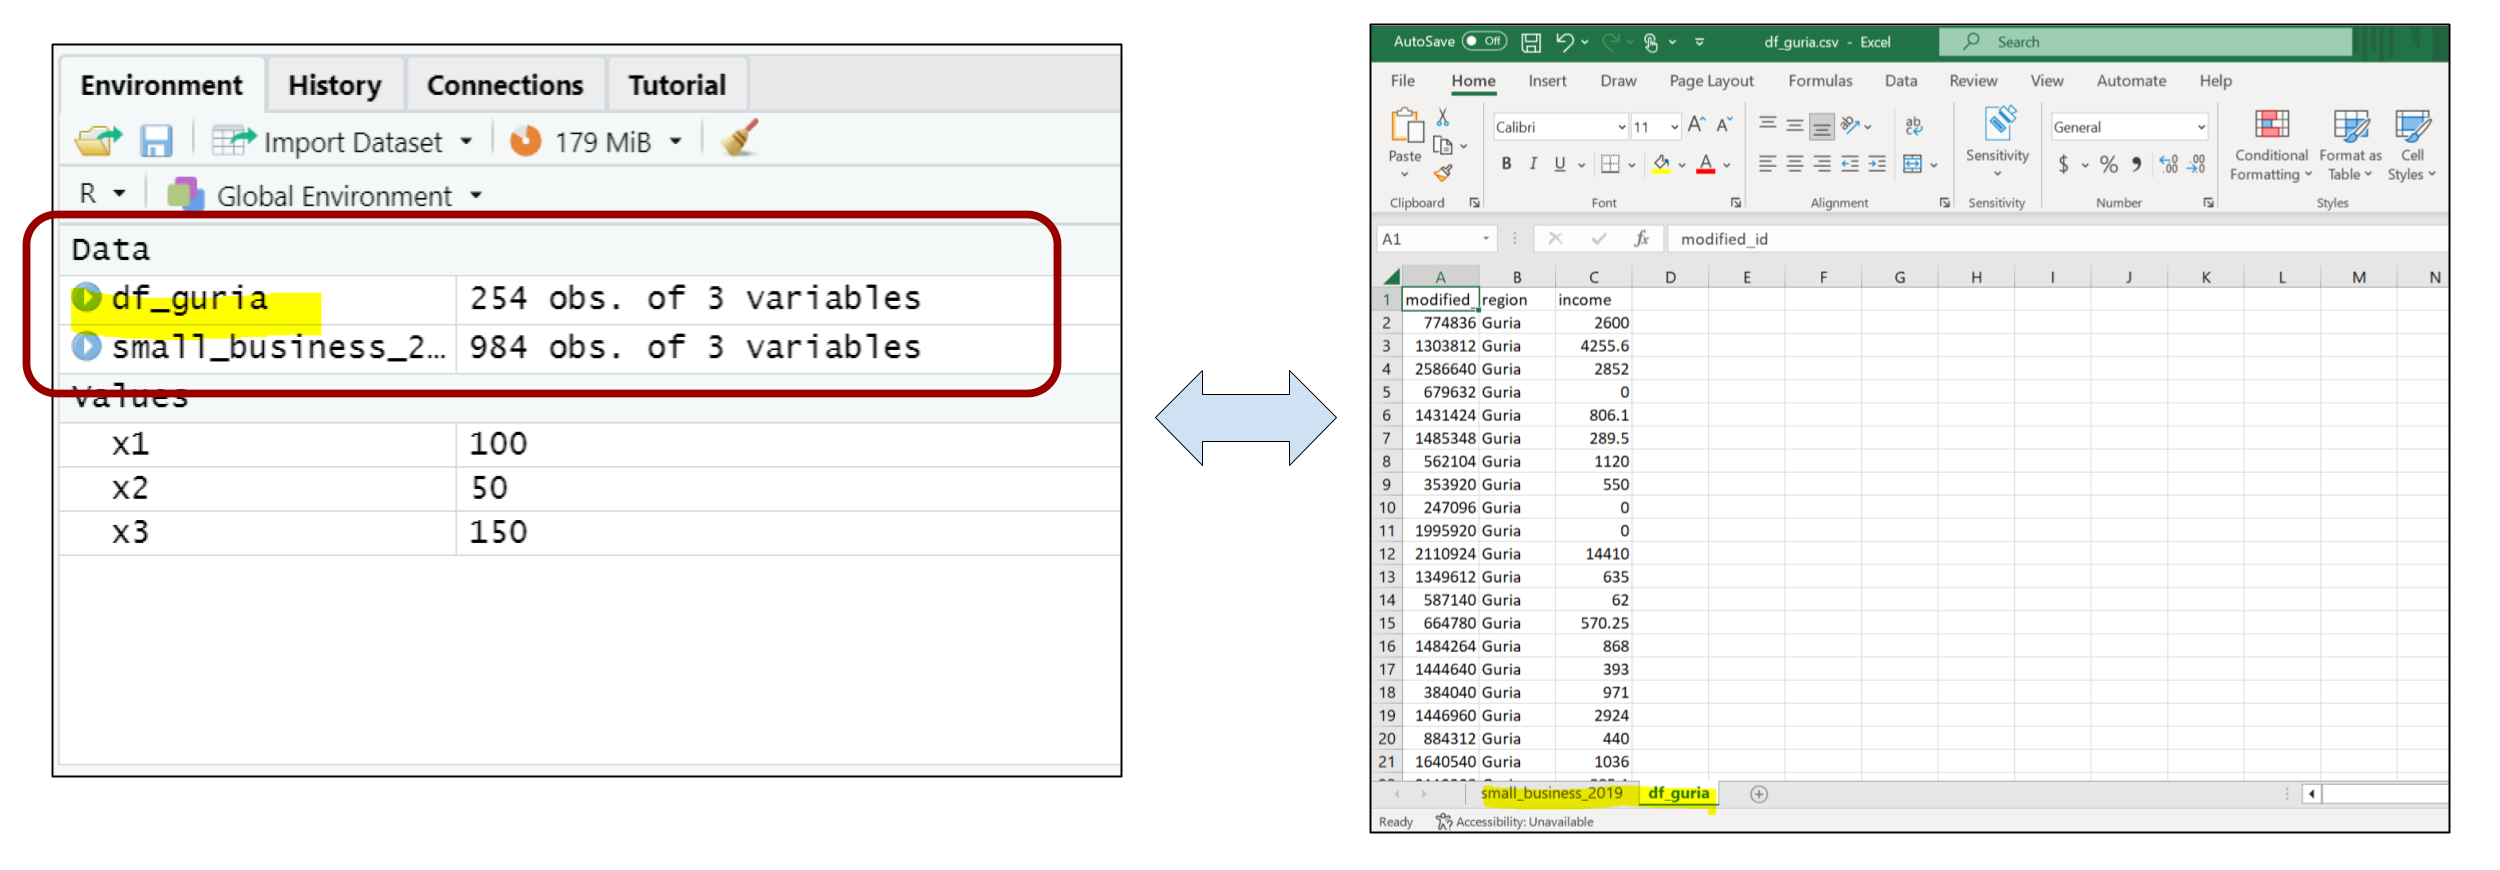 Environment History Connections Tutorial
Import Dataset 179 MiB
R Global Environment
Data
df_guria 254 obs. of 3 variables
small_business_2… 984 obs. of 3 variables
Values
x1 100
x2 50
x3 150
AutoSave Off df_guria.csv - Excel Search
File Home Insert Draw Page Layout Formulas Data Review View Automate Help
Calibri 11 A A ab General
Paste B I U A Sensitivity $ % Conditional Format as Cell
Formatting Table Styles
Clipboard Font Alignment Sensitivity Number Styles
A1 fx modified_id
A B C D E F G H I J K L M N
1 modified_ region income
2 774836 Guria 2600
3 1303812 Guria 4255.6
4 2586640 Guria 2852
5 679632 Guria 0
6 1431424 Guria 806.1
7 1485348 Guria 289.5
8 562104 Guria 1120
9 353920 Guria 550
10 247096 Guria 0
11 1995920 Guria 0
12 2110924 Guria 14410
13 1349612 Guria 635
14 587140 Guria 62
15 664780 Guria 570.25
16 1484264 Guria 868
17 1444640 Guria 393
18 384040 Guria 971
19 1446960 Guria 2924
20 884312 Guria 440
21 1640540 Guria 1036
small_business_2019 df_guria
Ready Accessibility: Unavailable